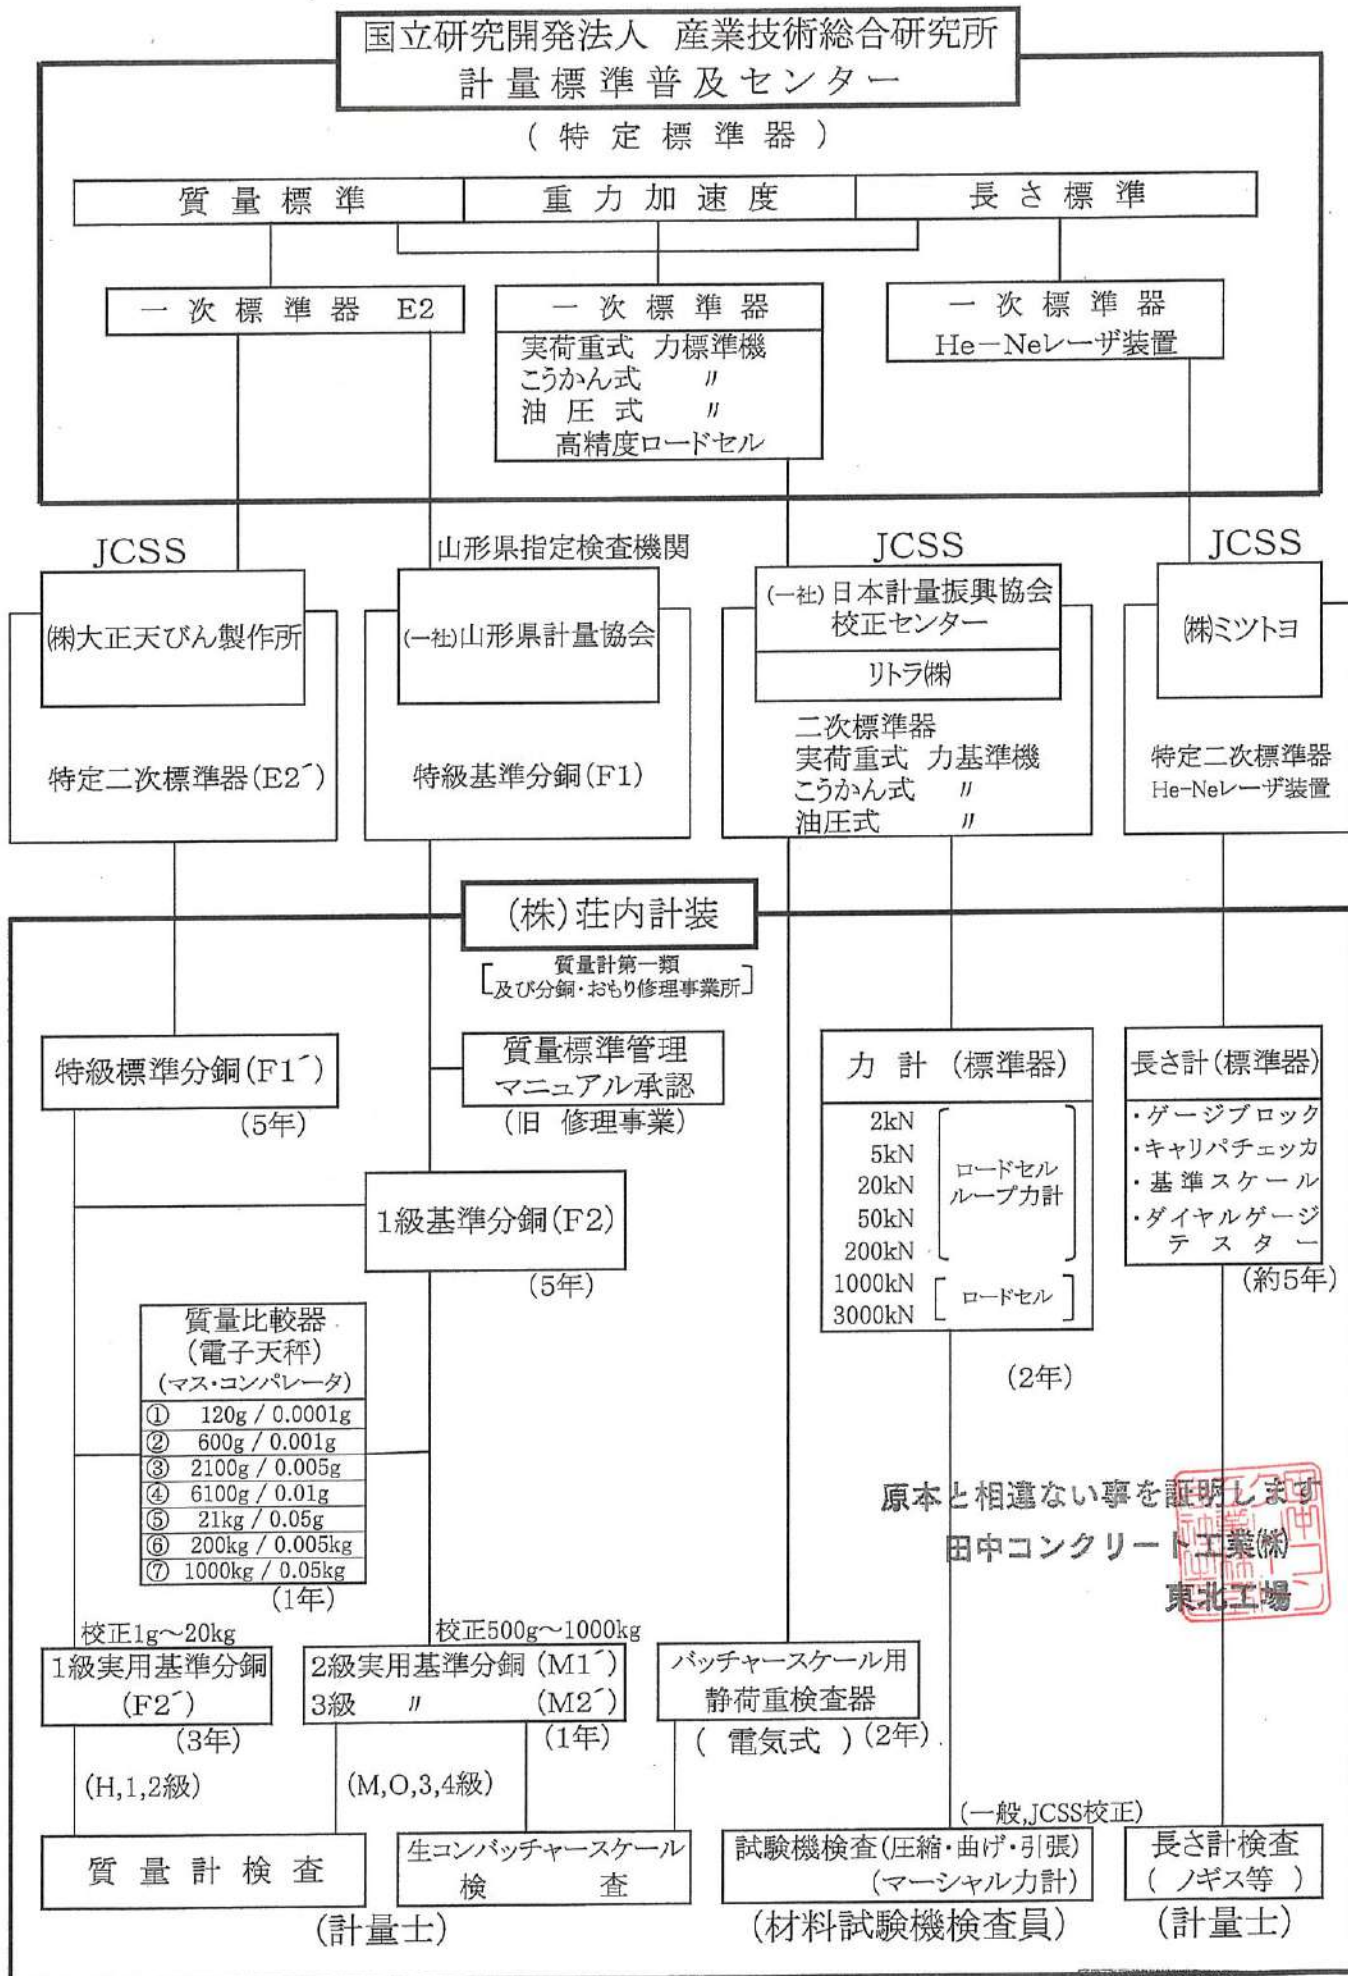 国立研究開発法人 産業技術総合研究所
計量標準普及センター
(特定標準器)
質量標準
重力加速度
長さ標準
一次標準器 E2
一次標準器
実荷重式 力標準機
こうかん式 〃
油圧式 〃
高精度ロードセル
一次標準器
He-Neレーザ装置
JCSS
㈱大正天びん製作所
特定二次標準器(E2´)
山形県指定検査機関
(一社)山形県計量協会
特級基準分銅(F1)
JCSS
(一社)日本計量振興協会
校正センター
リトラ㈱
二次標準器
実荷重式 力基準機
こうかん式 〃
油圧式 〃
JCSS
㈱ミツトヨ
特定二次標準器
He-Neレーザ装置
(株)荘内計装
質量計第一類
[及び分銅・おもり修理事業所]
特級標準分銅(F1´)
(5年)
質量標準管理
マニュアル承認
(旧 修理事業)
1級基準分銅(F2)
(5年)
質量比較器
(電子天秤)
(マス・コンパレータ)
① 120g / 0.0001g
② 600g / 0.001g
③ 2100g / 0.005g
④ 6100g / 0.01g
⑤ 21kg / 0.05g
⑥ 200kg / 0.005kg
⑦ 1000kg / 0.05kg
(1年)
力計(標準器)
2kN
5kN
20kN
50kN
200kN
ロードセル
ループ力計
1000kN
3000kN
ロードセル
(2年)
長さ計(標準器)
・ゲージブロック
・キャリパチェッカ
・基準スケール
・ダイヤルゲージ
テスター
(約5年)
原本と相違ない事を証明します
田中コンクリート工業㈱
東北工場
校正1g～20kg
1級実用基準分銅
(F2´)
(3年)
校正500g～1000kg
2級実用基準分銅(M1´)
3級 〃 (M2´)
(1年)
バッチャースケール用
静荷重検査器
(電気式)(2年)
(H,1,2級)
(M,O,3,4級)
(一般,JCSS校正)
質量計検査
生コンバッチャースケール
検査
試験機検査(圧縮・曲げ・引張)
(マーシャル力計)
長さ計検査
(ノギス等)
(計量士)
(材料試験機検査員)
(計量士)